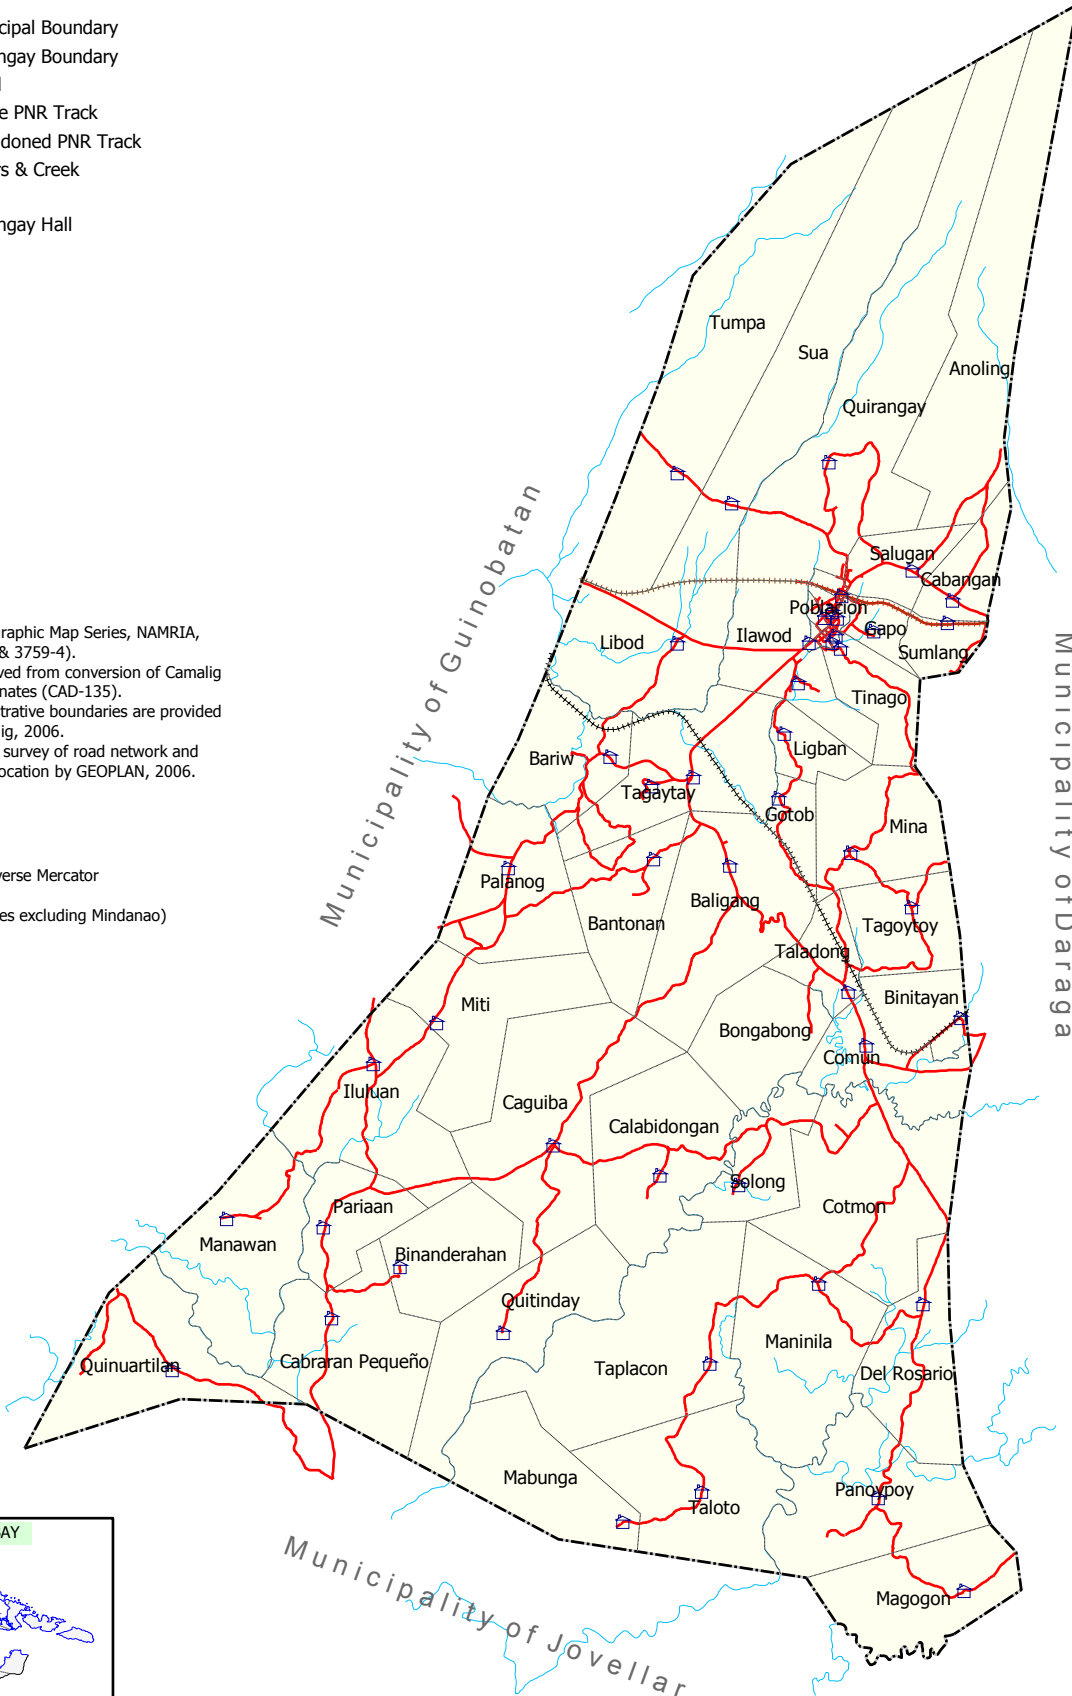 cipal Boundary
ngay Boundary
e PNR Track
doned PNR Track
s & Creek
ngay Hall
raphic Map Series, NAMRIA,
& 3759-4).
ved from conversion of Camalig
nates (CAD-135).
trative boundaries are provided
ig, 2006.
survey of road network and
ocation by GEOPLAN, 2006.
verse Mercator
es excluding Mindanao)
Tumpa
Sua
Anoling
Quirangay
Salugan
Cabangan
Poblacion
Gapo
Ilawod
Libod
Sumlang
Tinago
Ligban
Bariw
Tagaytay
Gotob
Mina
Palanog
Baligang
Bantonan
Tagoytoy
Taladong
Binitayan
Miti
Bongabong
Comun
Iluluan
Caguiba
Calabidongan
Solong
Pariaan
Cotmon
Manawan
Binanderahan
Quitinday
Maninila
Quinuartilan
Cabraran Pequeño
Taplacon
Del Rosario
Mabunga
Panoypoy
Taloto
Magogon
Municipality of Guinobatan
Municipality of Daraga
Municipality of Jovellar
AY